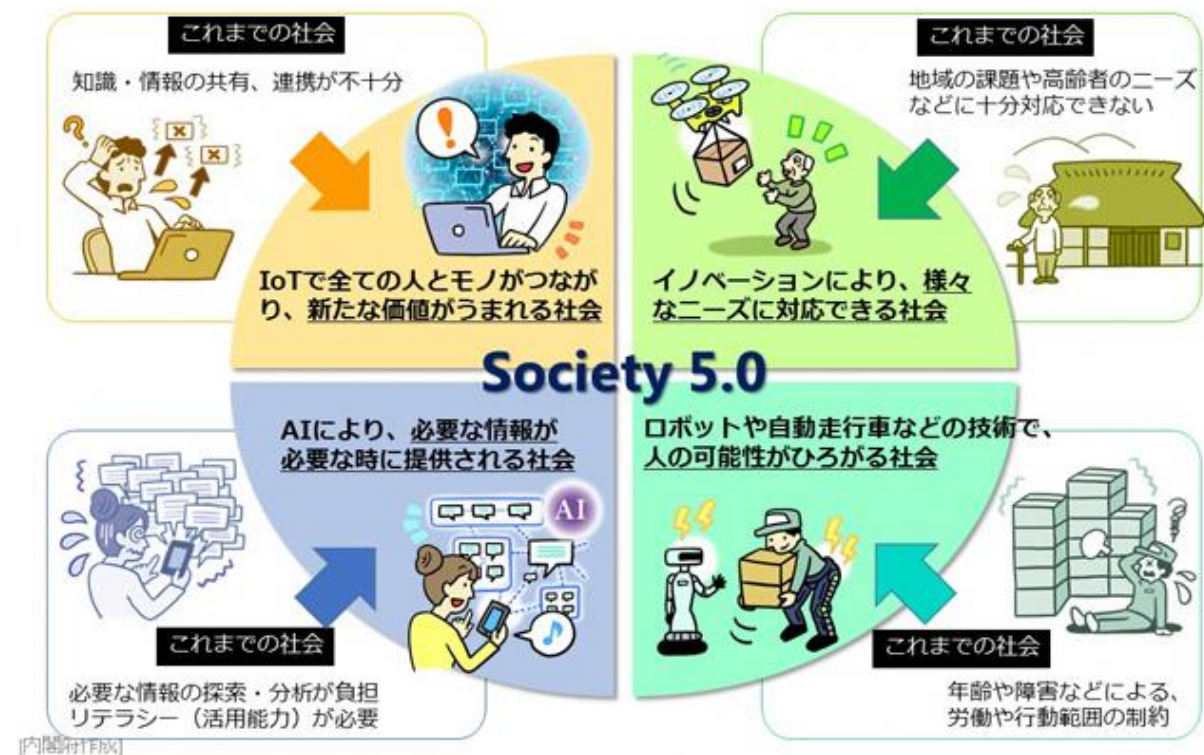 これまでの社会
知識・情報の共有、連携が不十分
IoTで全ての人とモノがつなが
り、新たな価値がうまれる社会
これまでの社会
地域の課題や高齢者のニーズ
などに十分対応できない
イノベーションにより、様々
なニーズに対応できる社会
Society 5.0
AIにより、必要な情報が
必要な時に提供される社会
AI
これまでの社会
必要な情報の探索・分析が負担
リテラシー（活用能力）が必要
ロボットや自動走行車などの技術で、
人の可能性がひろがる社会
これまでの社会
年齢や障害などによる、
労働や行動範囲の制約
[内閣府作成]